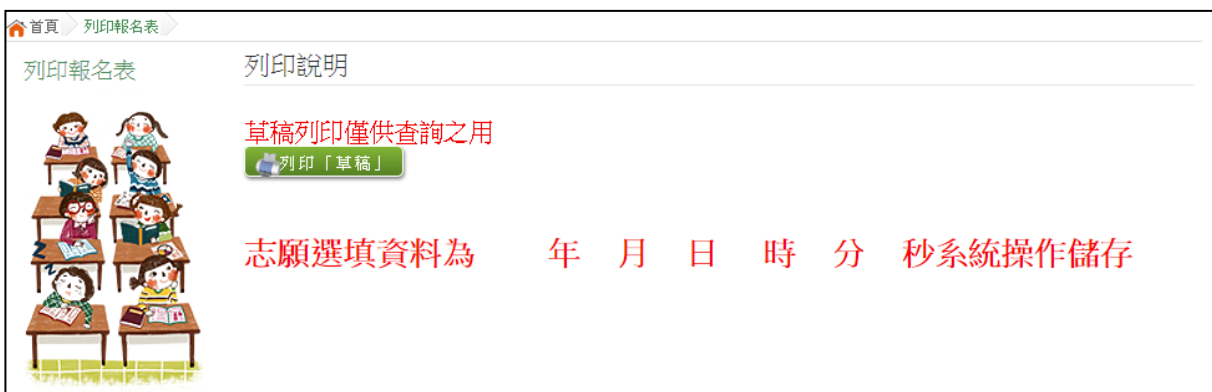 首頁 列印報名表
列印報名表
列印說明
草稿列印僅供查詢之用
列印「草稿」
志願選填資料為 年 月 日 時 分 秒系統操作儲存
Z
Z
Z